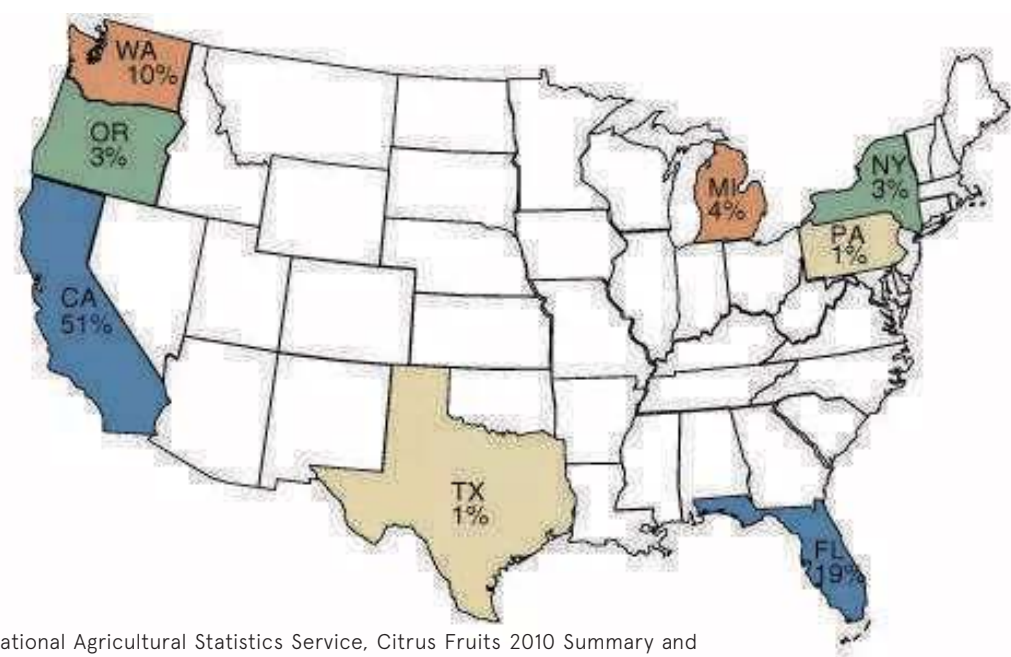 WA
10%
OR
3%
CA
51%
MI
4%
NY
3%
PA
1%
TX
1%
FL
19%
ational Agricultural Statistics Service, Citrus Fruits 2010 Summary and